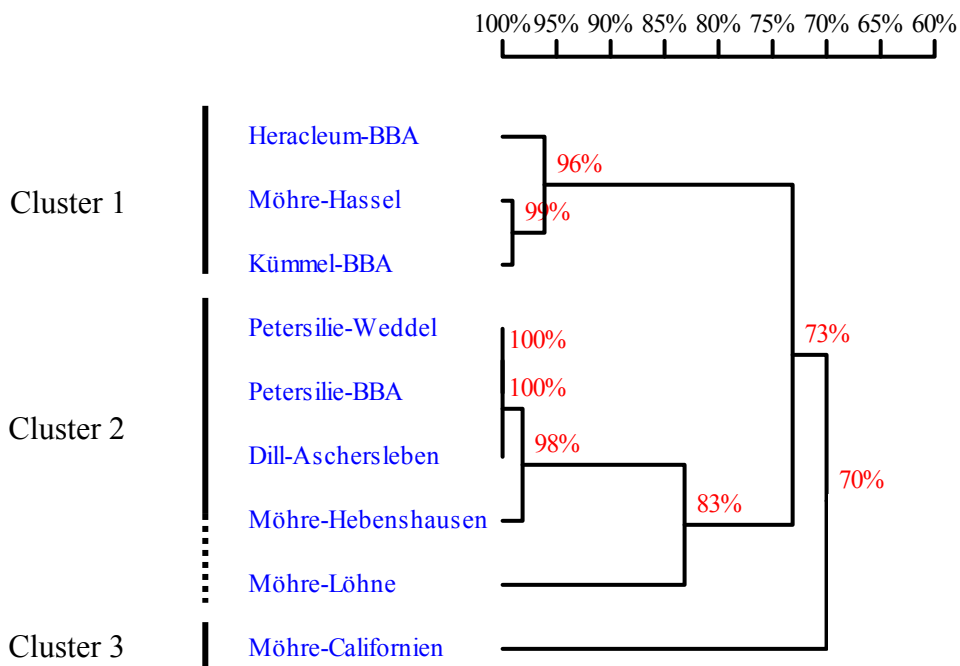 100% 95% 90% 85% 80% 75% 70% 65% 60%
Heracleum-BBA
96%
Cluster 1
Möhre-Hassel
99%
Kümmel-BBA
Petersilie-Weddel
100%
73%
Petersilie-BBA
100%
Cluster 2
Dill-Aschersleben
98%
70%
83%
Möhre-Hebenshausen
Möhre-Löhne
Cluster 3
Möhre-Californien